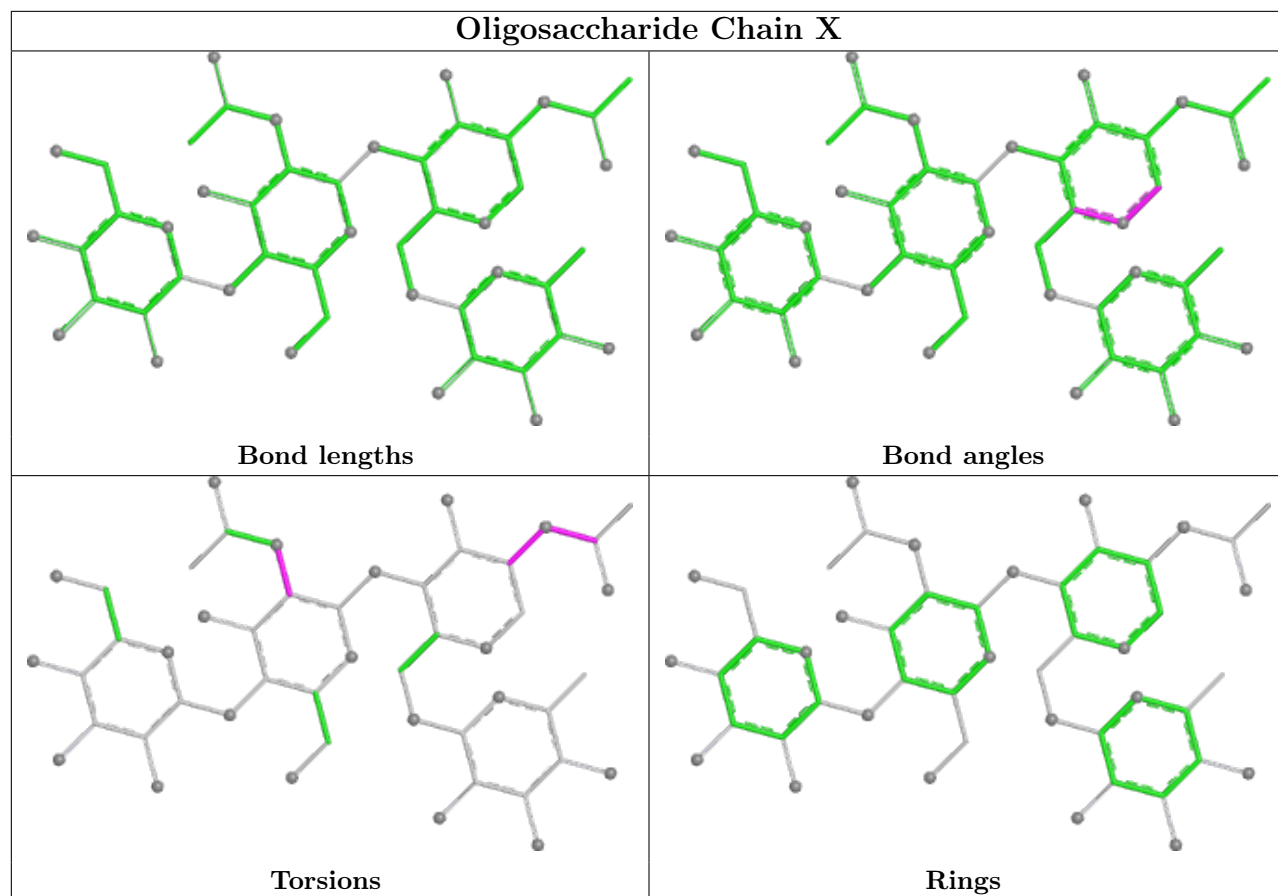 Oligosaccharide Chain X
Bond lengths
Bond angles
Torsions
Rings